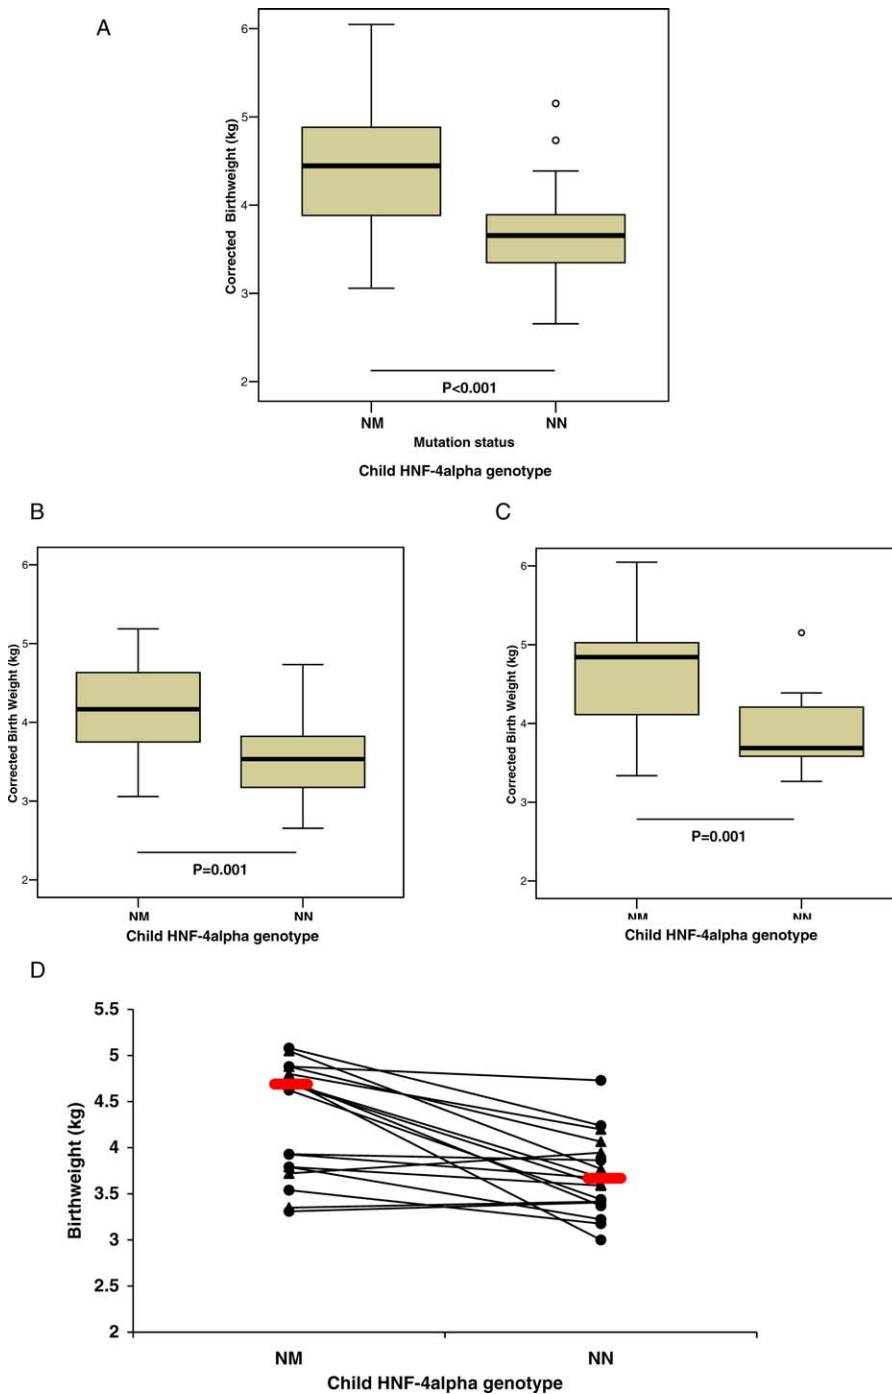 A
Corrected Birthweight (kg)
6
5
4
3
2
P<0.001
NM NN
Mutation status
Child HNF-4alpha genotype
B
Corrected Birth Weight (kg)
6
5
4
3
2
P=0.001
NM NN
Child HNF-4alpha genotype
C
Corrected Birth Weight (kg)
6
5
4
3
2
P=0.001
NM NN
Child HNF-4alpha genotype
D
Birthweight (kg)
5.5
5
4.5
4
3.5
3
2.5
2
NM NN
Child HNF-4alpha genotype